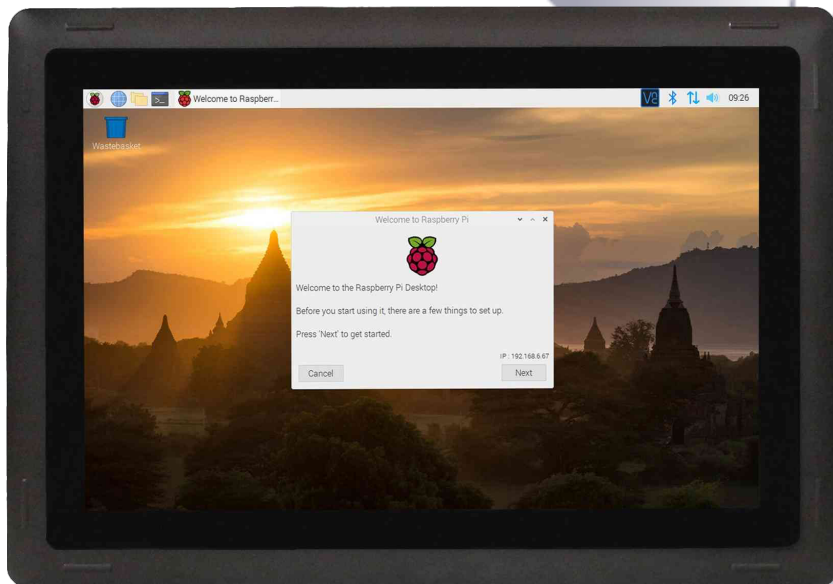 Welcome to Raspberr...
V2
09:26
Wastebasket
Welcome to Raspberry Pi
Welcome to the Raspberry Pi Desktop!
Before you start using it, there are a few things to set up.
Press 'Next' to get started.
IP : 192.168.6.67
Cancel
Next